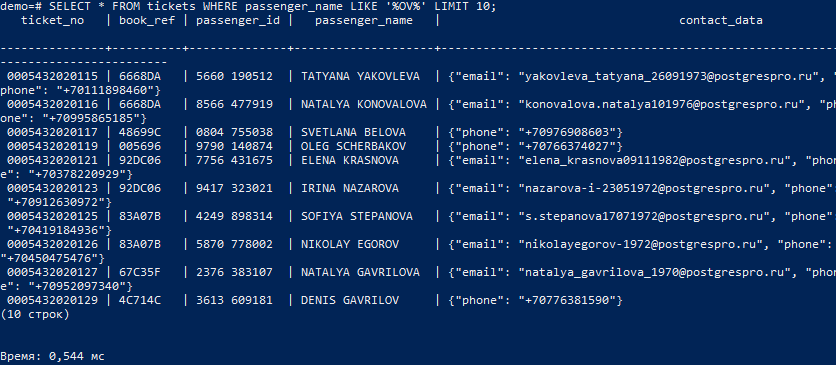 demo=# SELECT * FROM tickets WHERE passenger_name LIKE '%OV%' LIMIT 10;
ticket_no | book_ref | passenger_id | passenger_name | contact_data
---------------+----------+--------------+--------------------+---------------------------------------------------------
-------------------------
0005432020115 | 6668DA | 5660 190512 | TATYANA YAKOVLEVA | {"email": "yakovleva_tatyana_26091973@postgrespro.ru", "
phone": "+70111898460"}
0005432020116 | 6668DA | 8566 477919 | NATALYA KONOVALOVA | {"email": "konovalova.natalya101976@postgrespro.ru", "ph
one": "+70995865185"}
0005432020117 | 48699C | 0804 755038 | SVETLANA BELOVA | {"phone": "+70976908603"}
0005432020119 | 005696 | 9790 140874 | OLEG SCHERBAKOV | {"phone": "+70766374027"}
0005432020121 | 92DC06 | 7756 431675 | ELENA KRASNOVA | {"email": "elena_krasnova09111982@postgrespro.ru", "phon
e": "+70378220929"}
0005432020123 | 92DC06 | 9417 323021 | IRINA NAZAROVA | {"email": "nazarova-i-23051972@postgrespro.ru", "phone":
"+70912630972"}
0005432020125 | 83A07B | 4249 898314 | SOFIYA STEPANOVA | {"email": "s.stepanova17071972@postgrespro.ru", "phone":
"+70419184936"}
0005432020126 | 83A07B | 5870 778002 | NIKOLAY EGOROV | {"email": "nikolayegorov-1972@postgrespro.ru", "phone":
"+70450475476"}
0005432020127 | 67C35F | 2376 383107 | NATALYA GAVRILOVA | {"email": "natalya_gavrilova_1970@postgrespro.ru", "phon
e": "+70952097340"}
0005432020129 | 4C714C | 3613 609181 | DENIS GAVRILOV | {"phone": "+70776381590"}
(10 строк)
Время: 0,544 мс